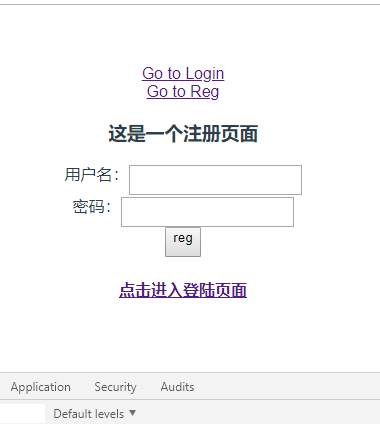 Go to Login
Go to Reg
这是一个注册页面
用户名：
密码：
reg
点击进入登陆页面
Application Security Audits
Default levels ▼